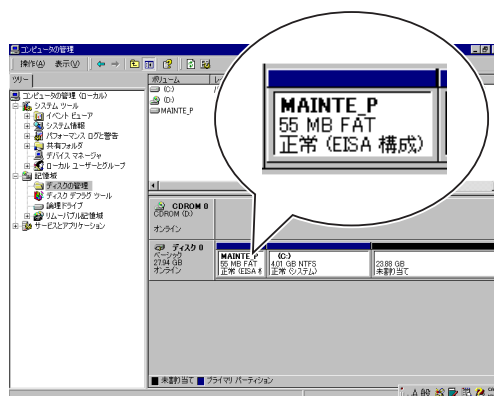 コンピュータの管理
操作(A) 表示(V)
ツリー
コンピュータの管理 (ローカル)
システム ツール
イベント ビューア
システム情報
パフォーマンス ログと警告
共有フォルダ
デバイス マネージャ
ローカル ユーザーとグループ
記憶域
ディスクの管理
ディスク デフラグ ツール
論理ドライブ
リムーバブル記憶域
サービスとアプリケーション
ボリューム
(C:)
(D:)
MAINTE_P
MAINTE_P
55 MB FAT
正常 (EISA 構成)
CDROM 0
CDROM (D:)
オンライン
ディスク 0
ベーシック
27.94 GB
オンライン
MAINTE_P
55 MB FAT
正常 (EISA 構
(C:)
4.01 GB NTFS
正常 (システム)
23.88 GB
未割り当て
未割り当て プライマリ パーティション
A 般